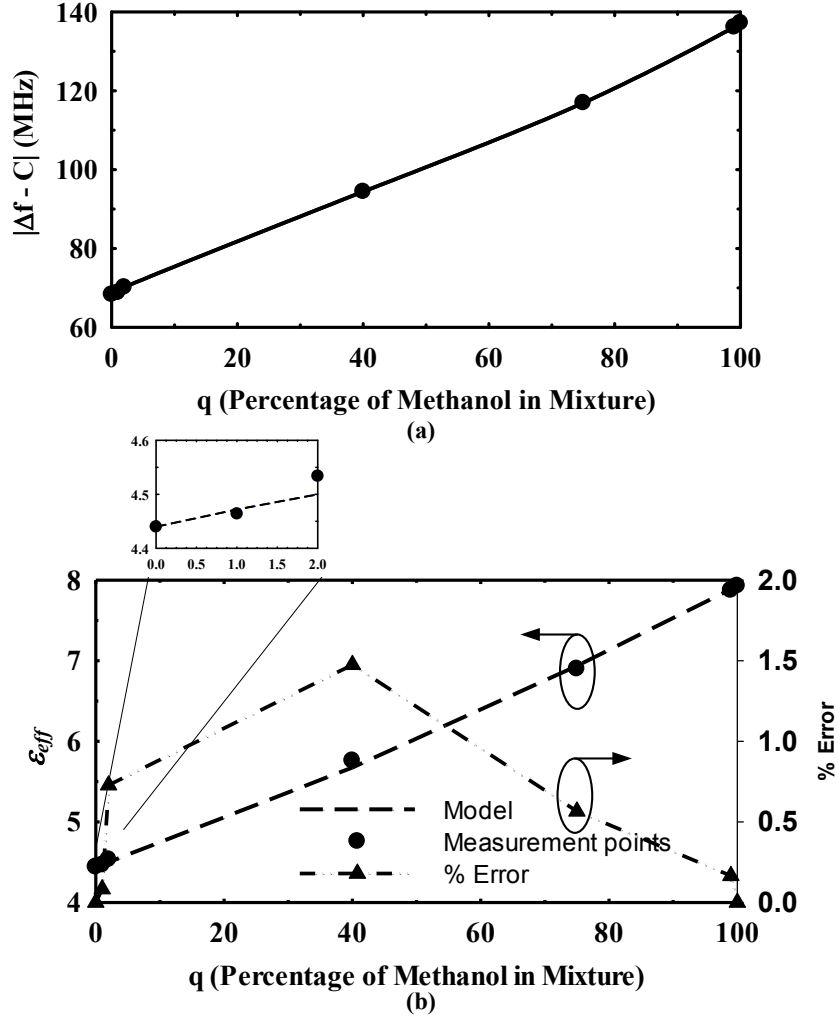 140
120
100
80
60
|Δf - C| (MHz)
0 20 40 60 80 100
q (Percentage of Methanol in Mixture)
(a)
4.6
4.5
4.4
0.0 0.5 1.0 1.5 2.0
8
7
6
5
4
εeff
2.0
1.5
1.0
0.5
0.0
% Error
Model
Measurement points
% Error
0 20 40 60 80 100
q (Percentage of Methanol in Mixture)
(b)